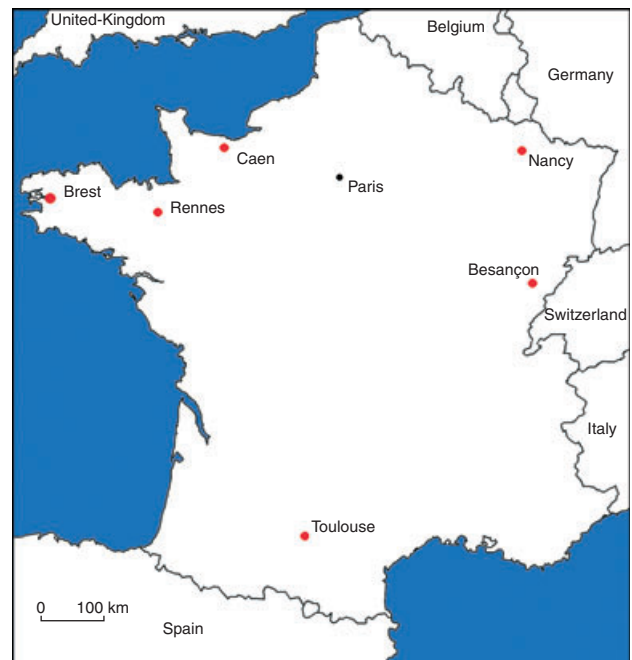 United-Kingdom
Belgium
Germany
Caen
Nancy
Paris
Brest
Rennes
Besançon
Switzerland
Italy
Toulouse
0 100 km
Spain